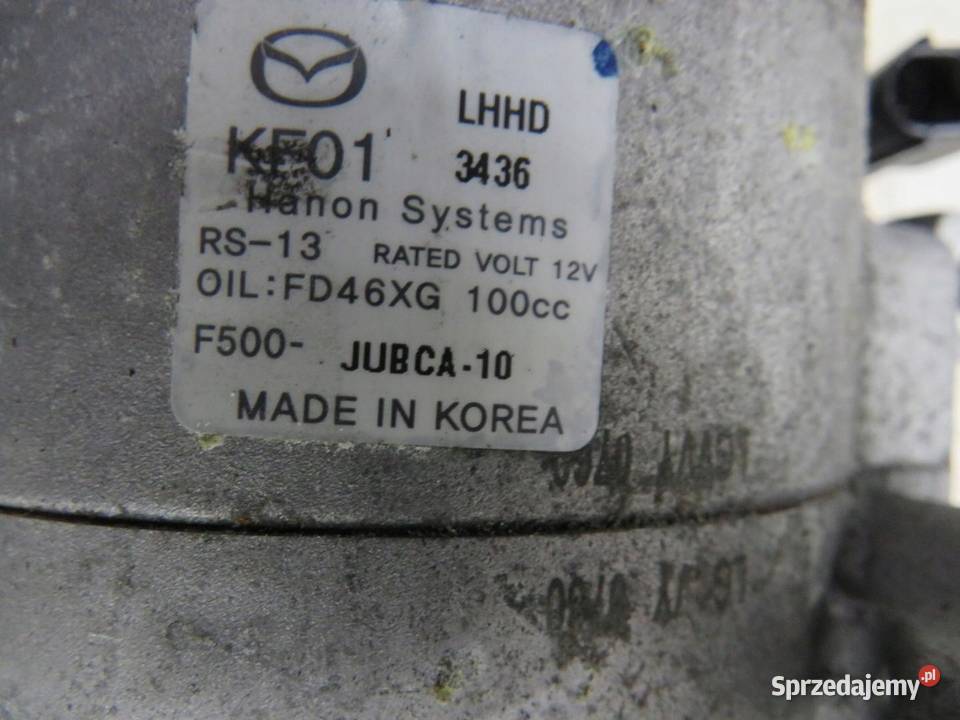 LHHD
KF01 3436
Hanon Systems
RS-13 RATED VOLT 12V
OIL:FD46XG 100cc
F500- JUBCA-10
MADE IN KOREA
Sprzedajemy.pl